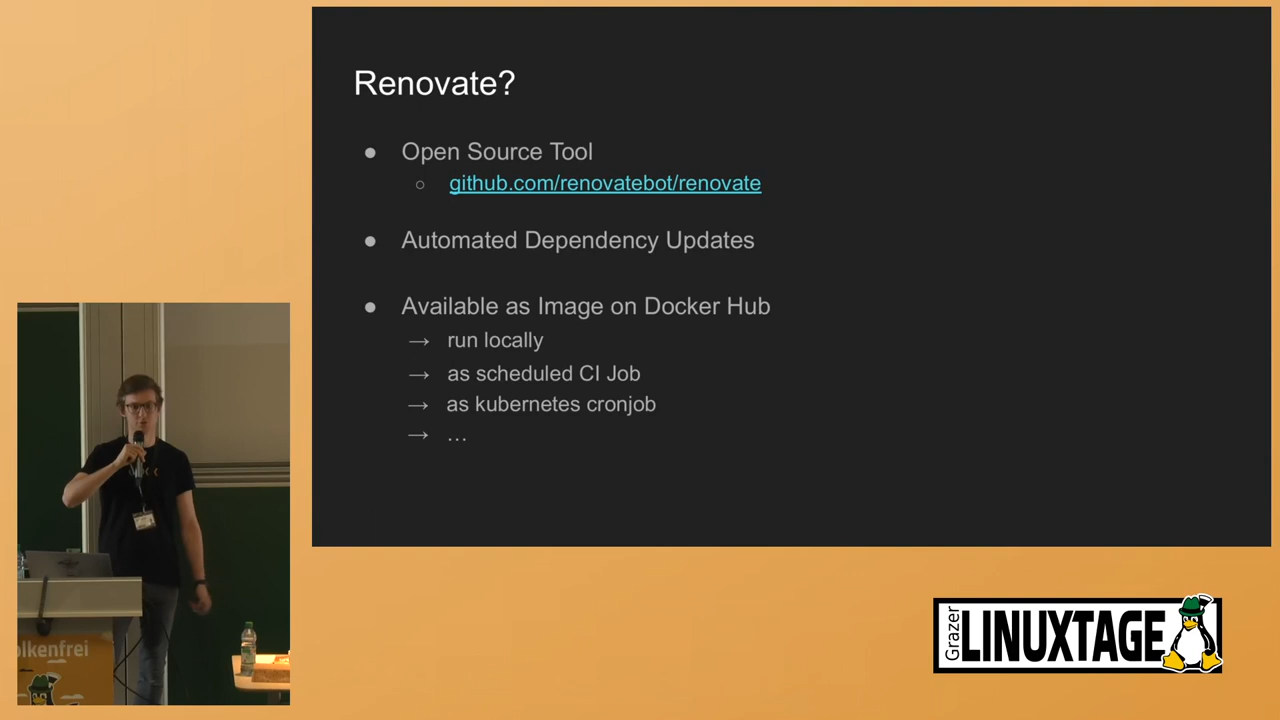 Renovate?
● Open Source Tool
○ github.com/renovatebot/renovate
● Automated Dependency Updates
● Available as Image on Docker Hub
→ run locally
→ as scheduled CI Job
→ as kubernetes cronjob
→ …
olkenfrei
Grazer
LINUXTAGE